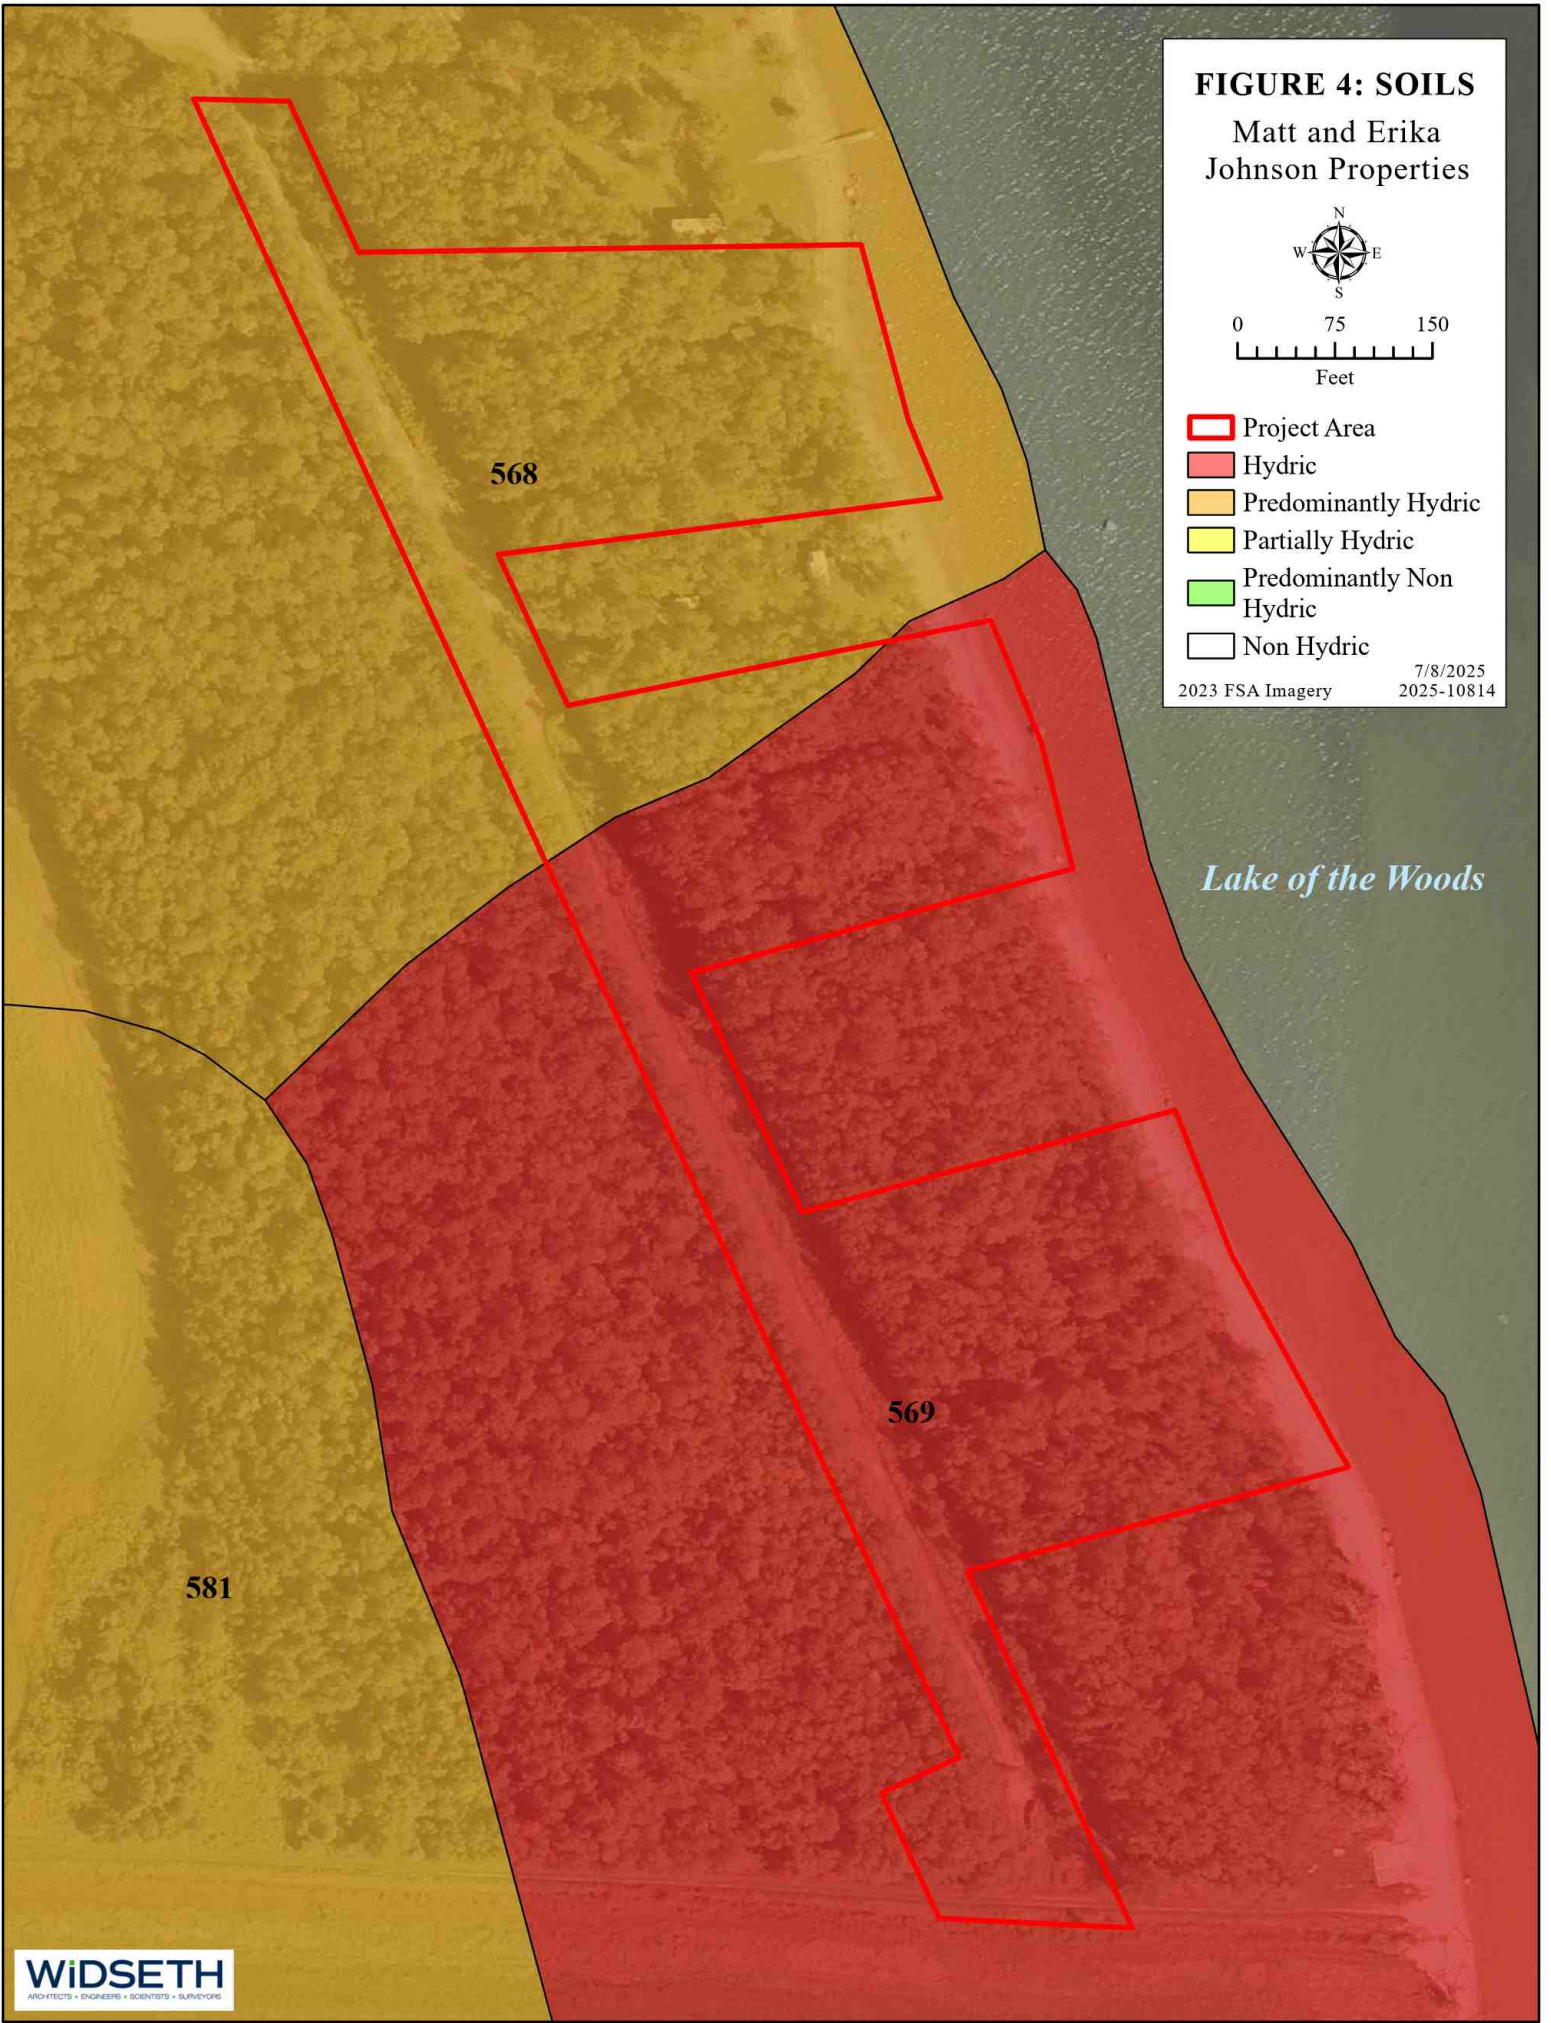 FIGURE 4: SOILS
Matt and Erika
Johnson Properties
N
W E
S
0 75 150
Feet
Project Area
Hydric
Predominantly Hydric
Partially Hydric
Predominantly Non
Hydric
Non Hydric
7/8/2025
2023 FSA Imagery 2025-10814
568
Lake of the Woods
569
581
WiDSETH
ARCHITECTS • ENGINEERS • SCIENTISTS • SURVEYORS